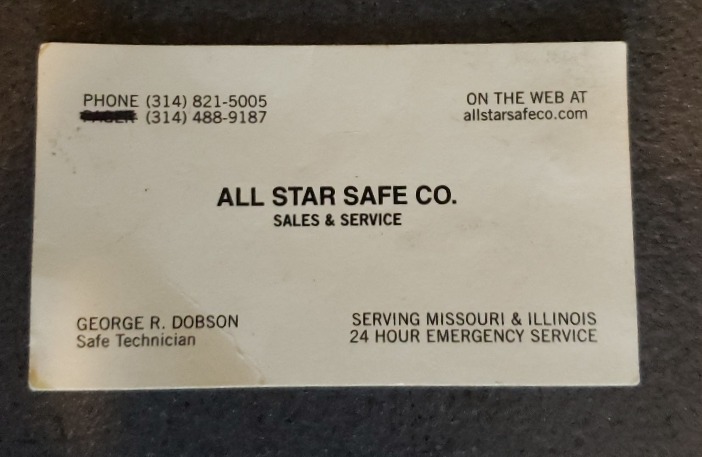 PHONE (314) 821-5005
PAGER (314) 488-9187
ON THE WEB AT
allstarsafeco.com
ALL STAR SAFE CO.
SALES & SERVICE
GEORGE R. DOBSON
Safe Technician
SERVING MISSOURI & ILLINOIS
24 HOUR EMERGENCY SERVICE